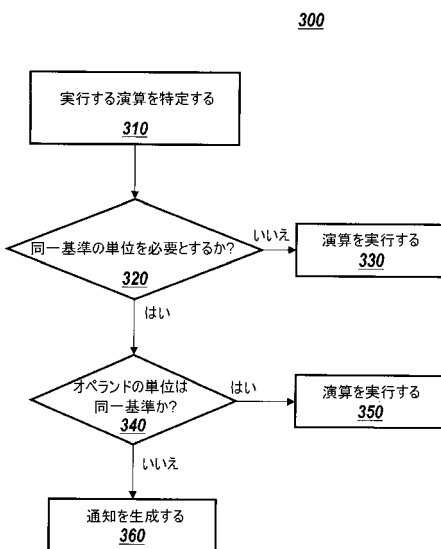 300
実行する演算を特定する
310
同一基準の単位を必要とするか?
320
いいえ
演算を実行する
330
はい
オペランドの単位は
同一基準か?
340
はい
演算を実行する
350
いいえ
通知を生成する
360